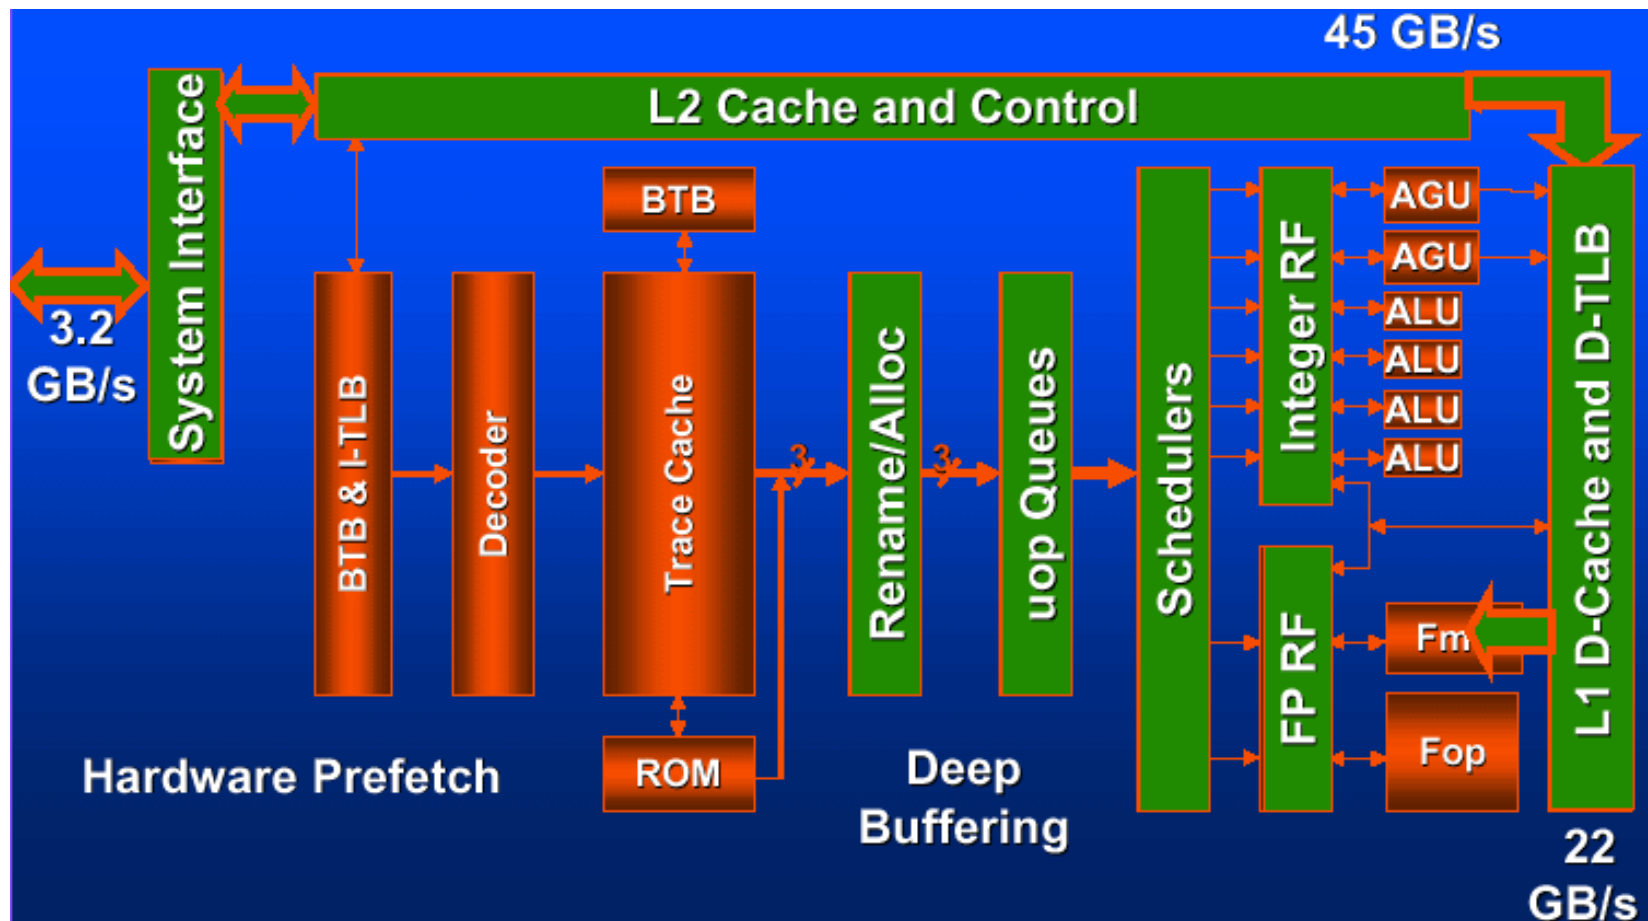 45 GB/s
L2 Cache and Control
System Interface
3.2
GB/s
BTB
BTB & I-TLB
Decoder
Trace Cache
ROM
3
Rename/Alloc
3
uop Queues
Schedulers
Integer RF
FP RF
AGU
AGU
ALU
ALU
ALU
ALU
Fm
Fop
L1 D-Cache and D-TLB
Hardware Prefetch
Deep
Buffering
22
GB/s